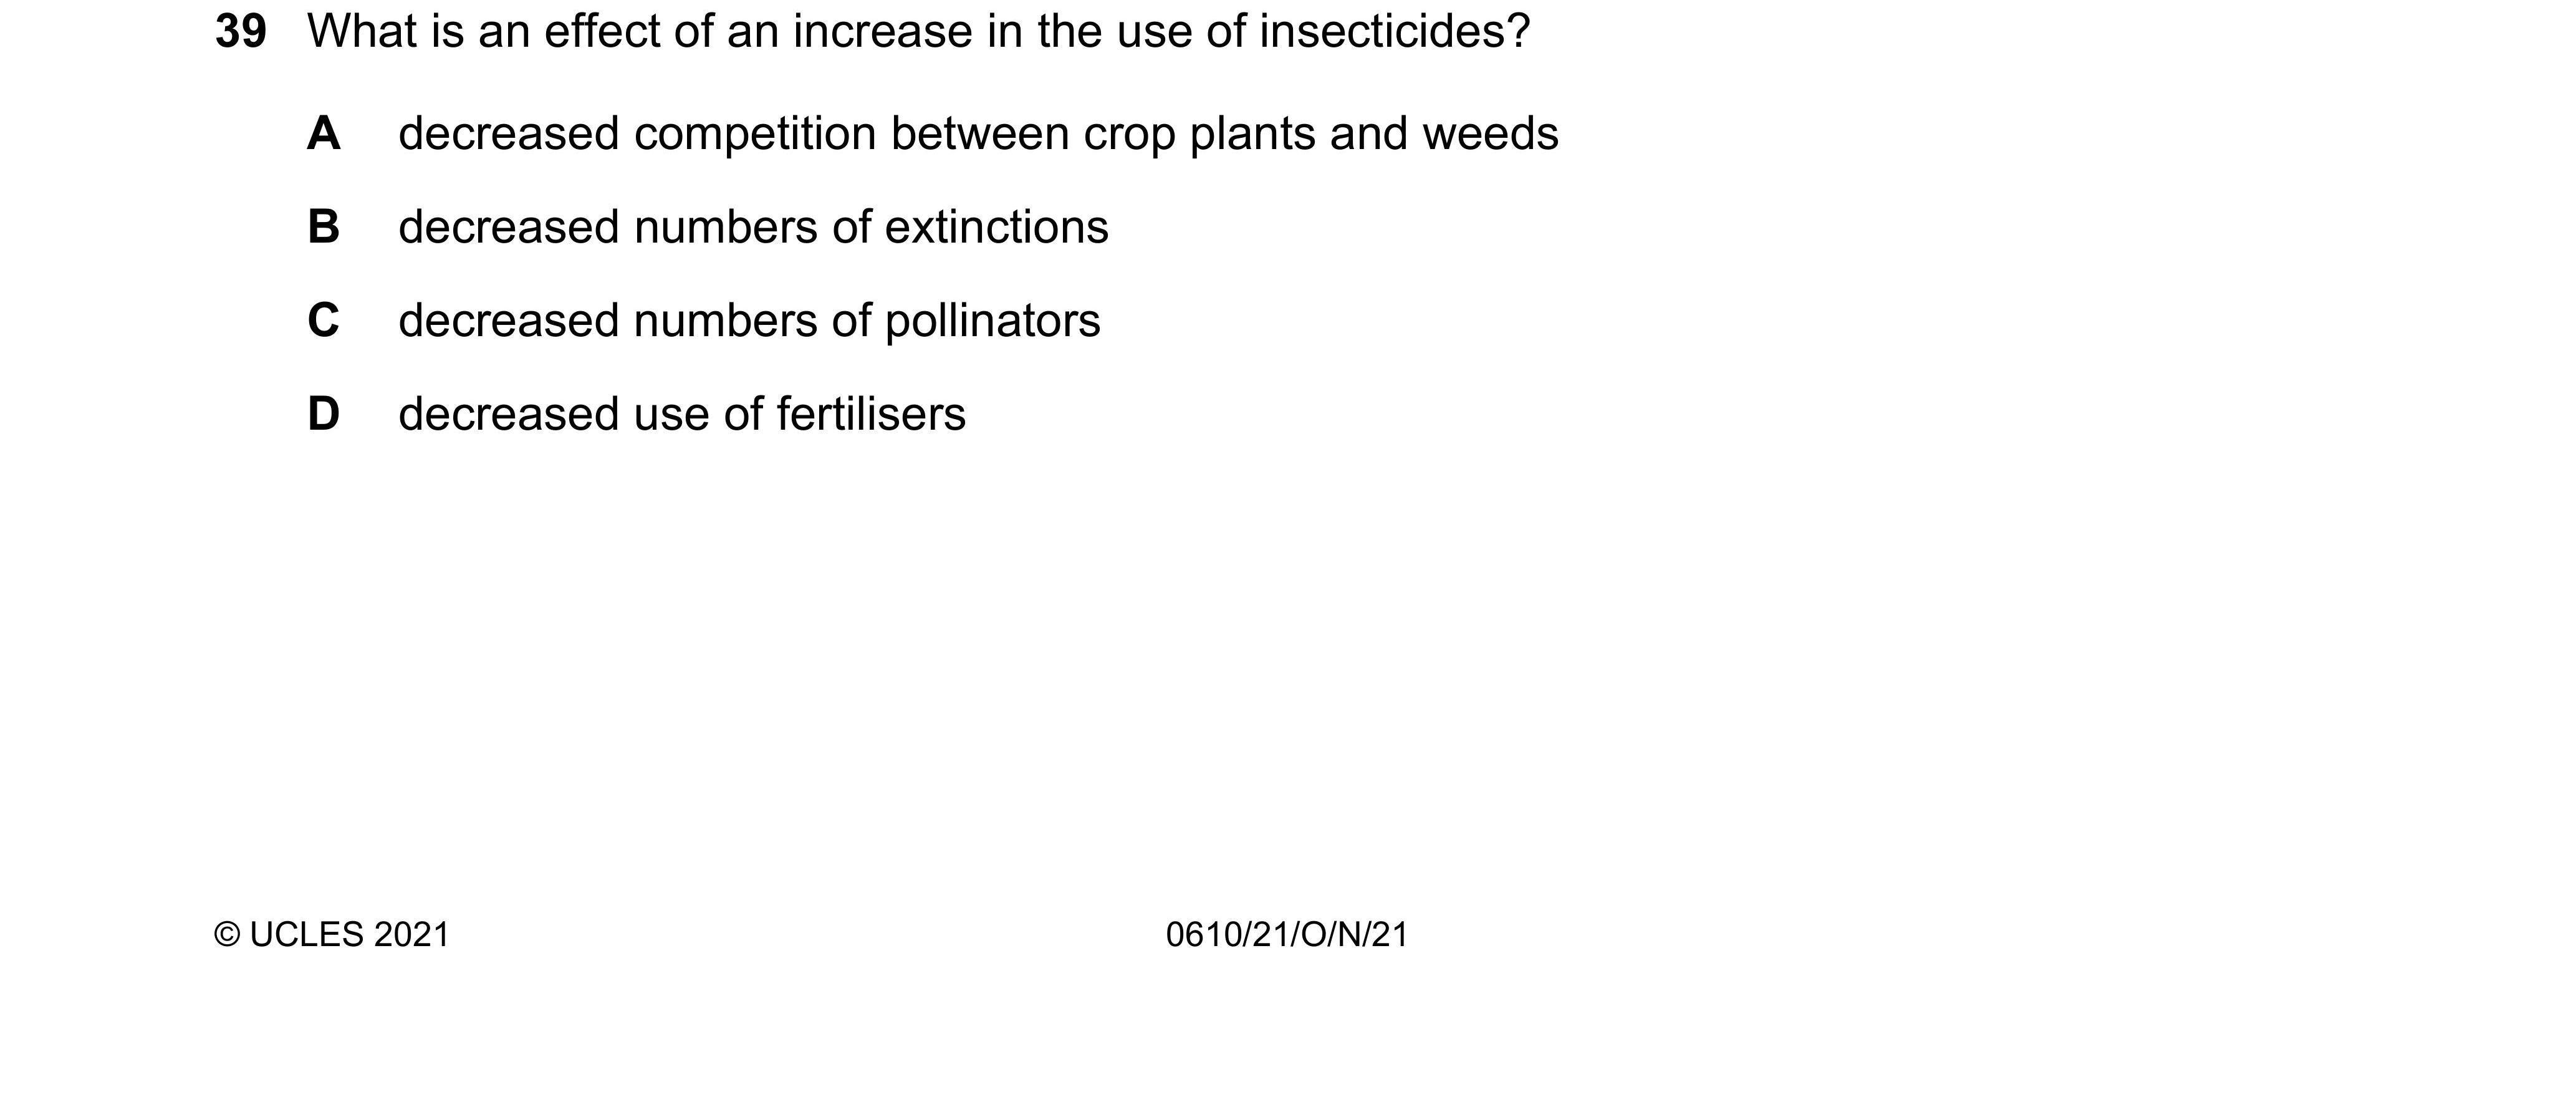 39 What is an effect of an increase in the use of insecticides?
A decreased competition between crop plants and weeds
B decreased numbers of extinctions
C decreased numbers of pollinators
D decreased use of fertilisers
© UCLES 2021 0610/21/O/N/21